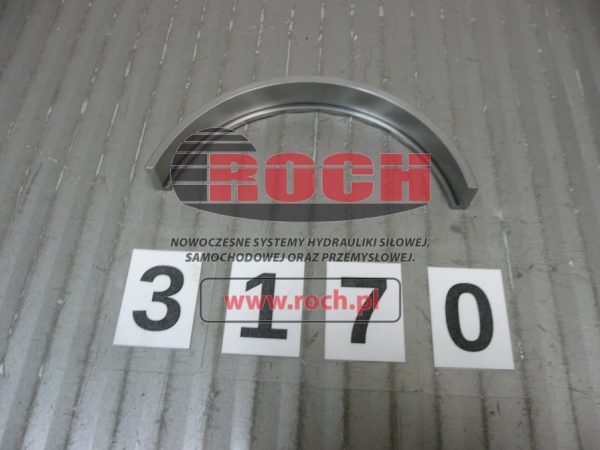 ROCH
NOWOCZESNE SYSTEMY HYDRAULIKI SIŁOWEJ,
SAMOCHODOWEJ ORAZ PRZEMYSŁOWEJ.
www.roch.pl
3 1 7 0